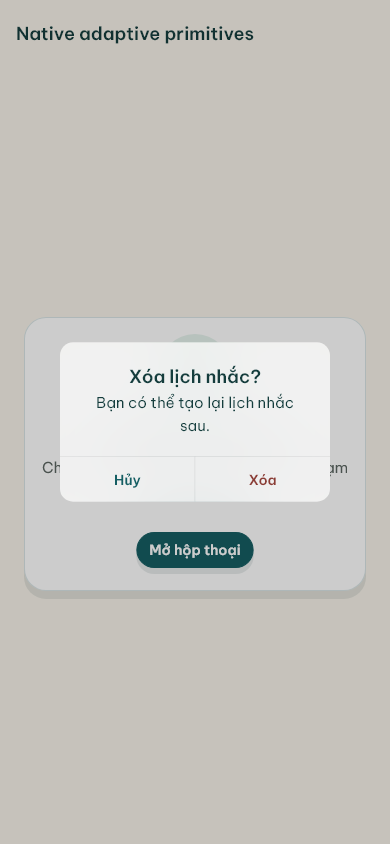 Native adaptive primitives
Xóa lịch nhắc?
Bạn có thể tạo lại lịch nhắc
sau.
Hủy
Xóa
Mở hộp thoại